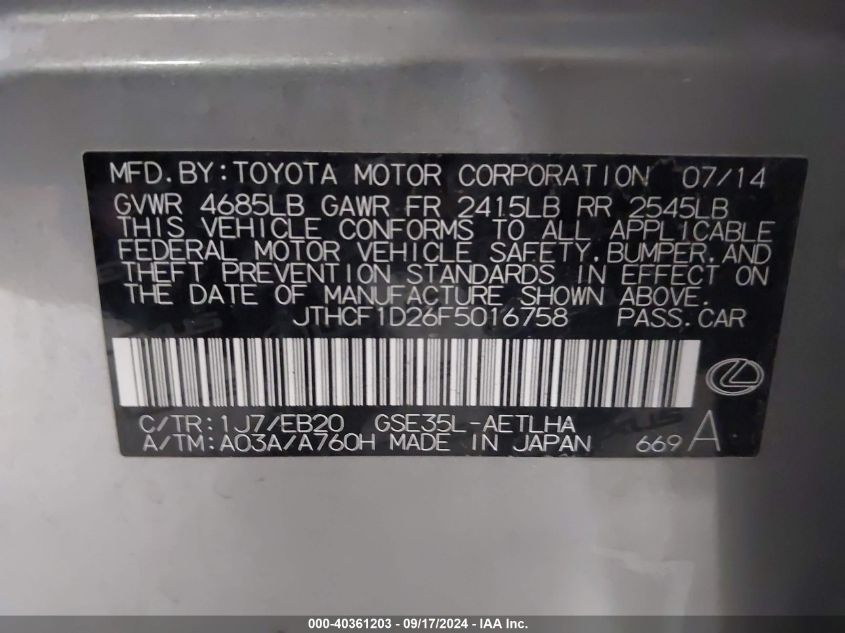 MFD. BY: TOYOTA MOTOR CORPORATION 07/14
GVWR 4685LB GAWR FR 2415LB RR 2545LB
THIS VEHICLE CONFORMS TO ALL APPLICABLE
FEDERAL MOTOR VEHICLE SAFETY, BUMPER, AND
THEFT PREVENTION STANDARDS IN EFFECT ON
THE DATE OF MANUFACTURE SHOWN ABOVE.
JTHCF1D26F5016758 PASS. CAR
C/TR: 1J7/EB20 GSE35L-AETLHA
A/TM: A03A/A760H MADE IN JAPAN 669 A
000-40361203 - 09/17/2024 - IAA Inc.